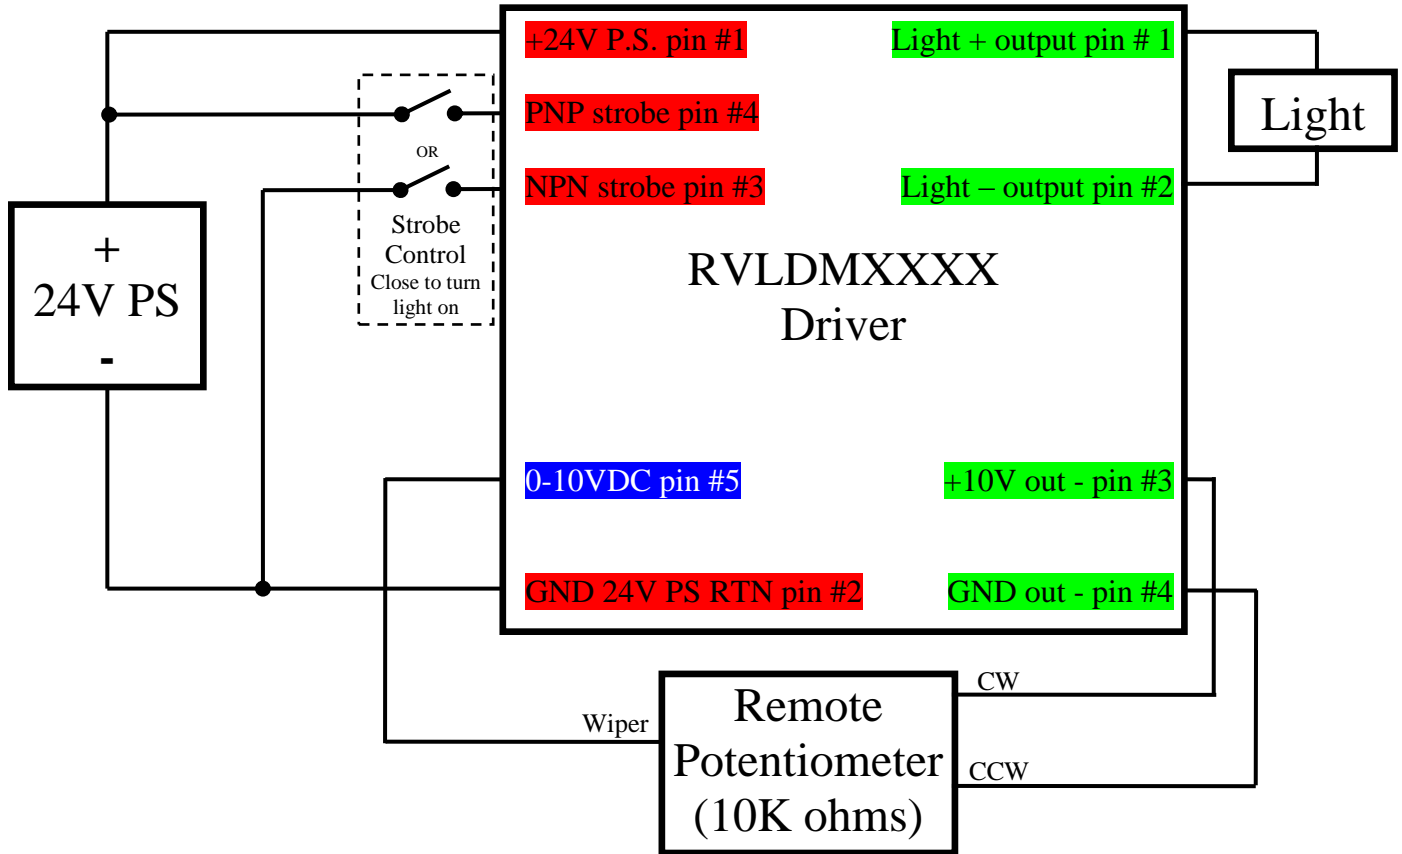 +24V P.S. pin #1
Light + output pin # 1
PNP strobe pin #4
Light
OR
NPN strobe pin #3
Light – output pin #2
Strobe
Control
Close to turn
light on
+
24V PS
-
RVLDMXXXX
Driver
0-10VDC pin #5
+10V out - pin #3
GND 24V PS RTN pin #2
GND out - pin #4
Wiper
Remote
Potentiometer
(10K ohms)
CW
CCW